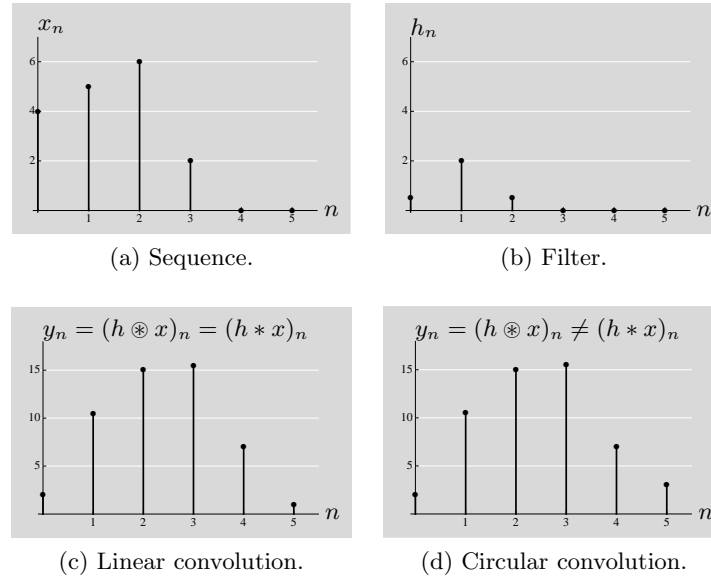 x_n
6
4
2
1 2 3 4 5 n
(a) Sequence.
h_n
6
4
2
1 2 3 4 5 n
(b) Filter.
y_n = (h ⊛ x)_n = (h ∗ x)_n
15
10
5
1 2 3 4 5 n
(c) Linear convolution.
y_n = (h ⊛ x)_n ≠ (h ∗ x)_n
15
10
5
1 2 3 4 5 n
(d) Circular convolution.